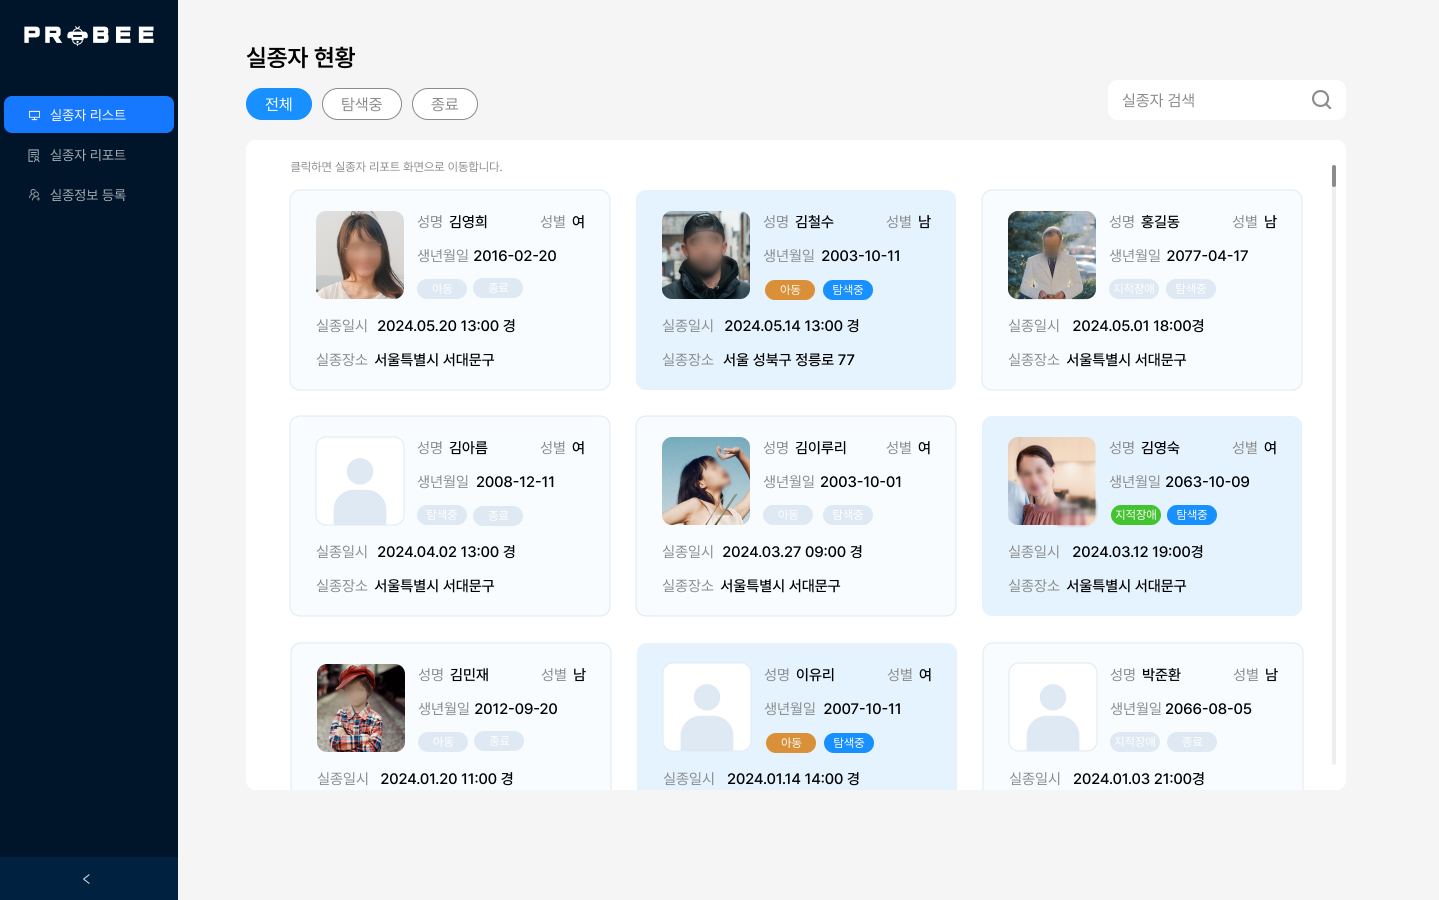 PROBEE
실종자 리스트
실종자 리포트
실종정보 등록
실종자 현황
전체 탐색중 종료
실종자 검색
클릭하면 실종자 리포트 화면으로 이동합니다.
성명 김영희 성별 여
생년월일 2016-02-20
아동 종료
실종일시 2024.05.20 13:00 경
실종장소 서울특별시 서대문구
성명 김철수 성별 남
생년월일 2003-10-11
아동 탐색중
실종일시 2024.05.14 13:00 경
실종장소 서울 성북구 정릉로 77
성명 홍길동 성별 남
생년월일 2077-04-17
지적장애 탐색중
실종일시 2024.05.01 18:00경
실종장소 서울특별시 서대문구
성명 김아름 성별 여
생년월일 2008-12-11
탐색중 종료
실종일시 2024.04.02 13:00 경
실종장소 서울특별시 서대문구
성명 김이루리 성별 여
생년월일 2003-10-01
아동 탐색중
실종일시 2024.03.27 09:00 경
실종장소 서울특별시 서대문구
성명 김영숙 성별 여
생년월일 2063-10-09
지적장애 탐색중
실종일시 2024.03.12 19:00경
실종장소 서울특별시 서대문구
성명 김민재 성별 남
생년월일 2012-09-20
아동 종료
실종일시 2024.01.20 11:00 경
성명 이유리 성별 여
생년월일 2007-10-11
아동 탐색중
실종일시 2024.01.14 14:00 경
성명 박준환 성별 남
생년월일 2066-08-05
지적장애 종료
실종일시 2024.01.03 21:00경